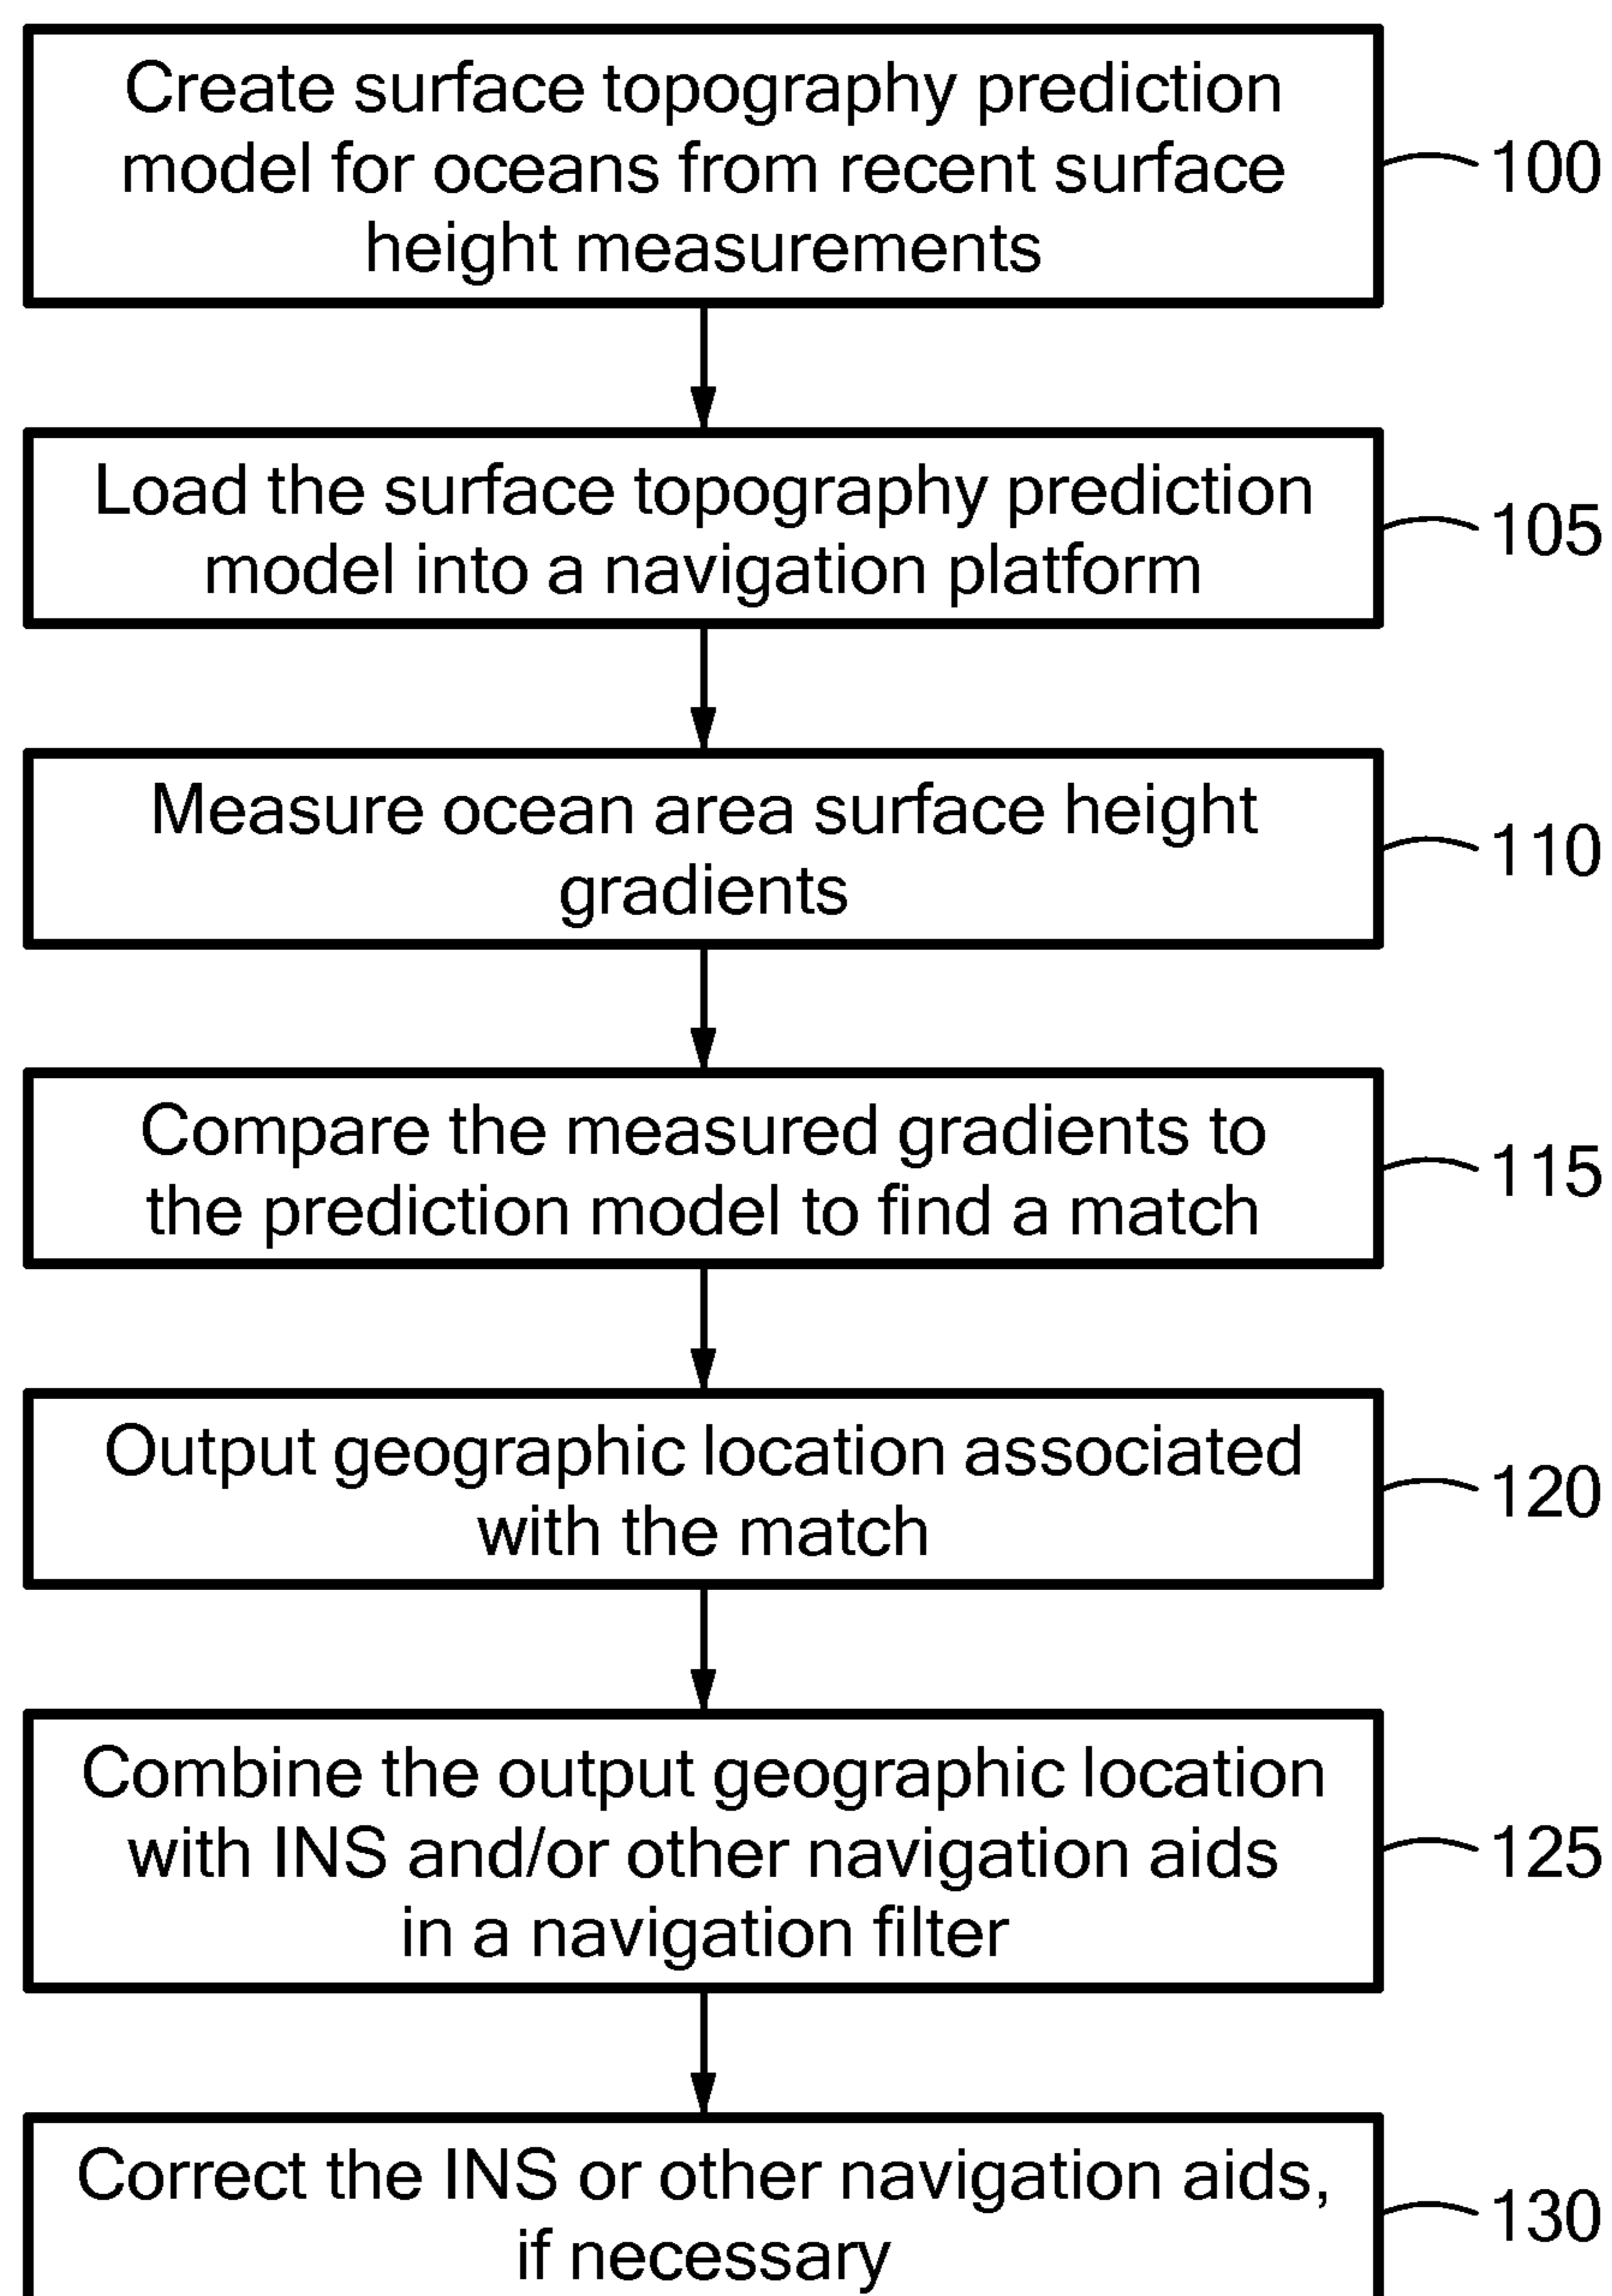 Create surface topography prediction
model for oceans from recent surface
height measurements
100
Load the surface topography prediction
model into a navigation platform
105
Measure ocean area surface height
gradients
110
Compare the measured gradients to
the prediction model to find a match
115
Output geographic location associated
with the match
120
Combine the output geographic location
with INS and/or other navigation aids
in a navigation filter
125
Correct the INS or other navigation aids,
if necessary
130